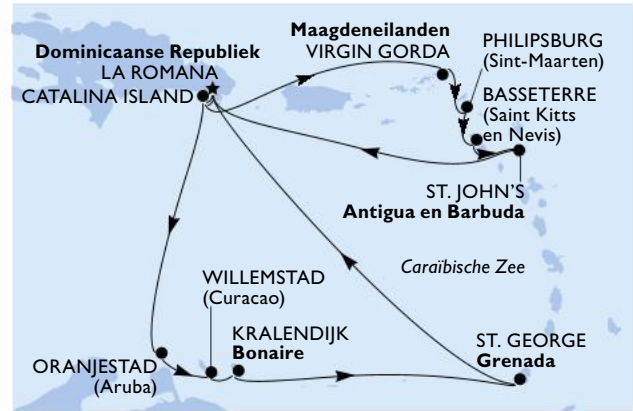 Dominicaanse Republiek
LA ROMANA
CATALINA ISLAND
Maagdeneilanden
VIRGIN GORDA
PHILIPSBURG
(Sint-Maarten)
BASSETERRE
(Saint Kitts
en Nevis)
ST. JOHN'S
Antigua en Barbuda
Caraïbische Zee
WILLEMSTAD
(Curacao)
KRALENDIJK
Bonaire
ORANJESTAD
(Aruba)
ST. GEORGE
Grenada